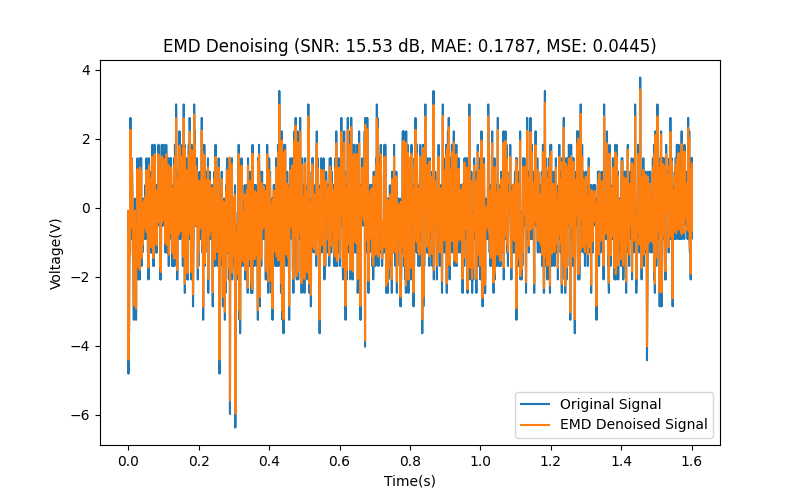 EMD Denoising (SNR: 15.53 dB, MAE: 0.1787, MSE: 0.0445)
4
2
0
−2
−4
−6
Voltage(V)
Original Signal
EMD Denoised Signal
0.0 0.2 0.4 0.6 0.8 1.0 1.2 1.4 1.6
Time(s)